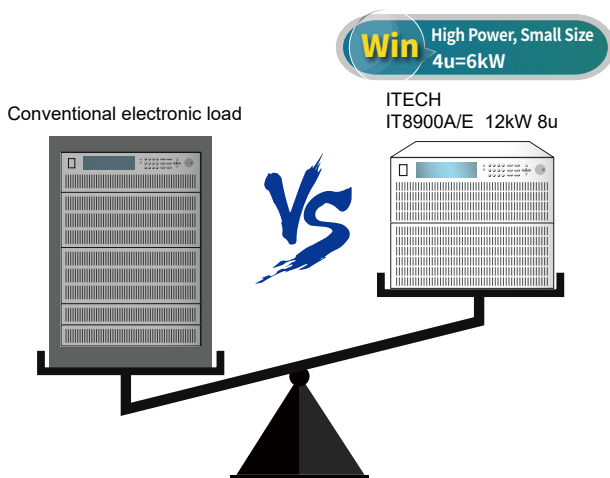 Win
High Power, Small Size
4u=6kW
ITECH
IT8900A/E 12kW 8u
Conventional electronic load
VS